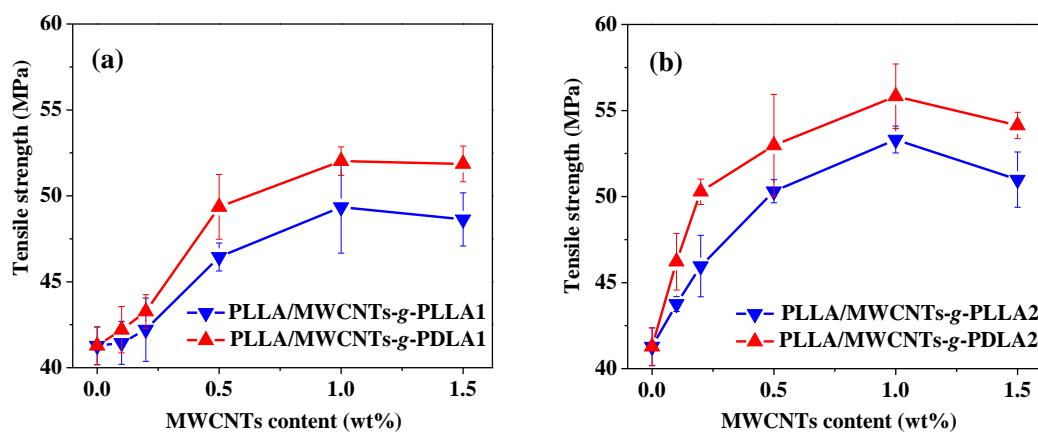 (a)
Tensile strength (MPa)
60
55
50
45
40
PLLA/MWCNTs-g-PLLA1
PLLA/MWCNTs-g-PDLA1
0.0 0.5 1.0 1.5
MWCNTs content (wt%)
(b)
Tensile strength (MPa)
60
55
50
45
40
PLLA/MWCNTs-g-PLLA2
PLLA/MWCNTs-g-PDLA2
0.0 0.5 1.0 1.5
MWCNTs content (wt%)